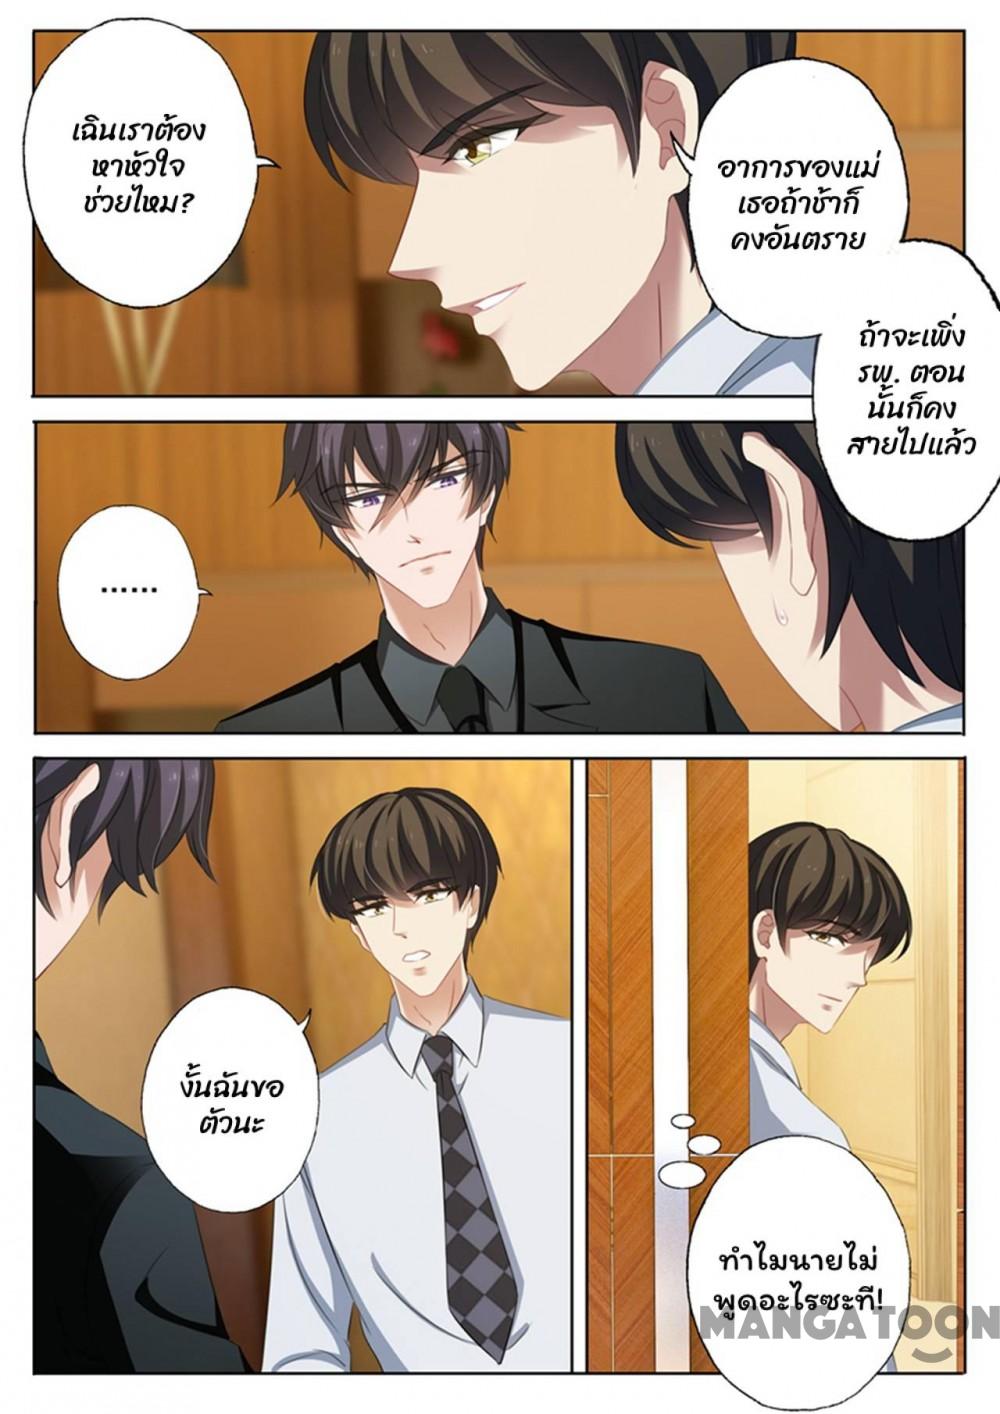 เฉินเราต้อง
หาหัวใจ
ช่วยไหม?
อาการของแม่
เธอถ้าช้าก็
คงอันตราย
ถ้าจะเพิ่ง
รพ. ตอน
นั้นก็คง
สายไปแล้ว
......
งั้นฉันขอ
ตัวนะ
ทำไมนายไม่
พูดอะไรซะที!
MANGATOON